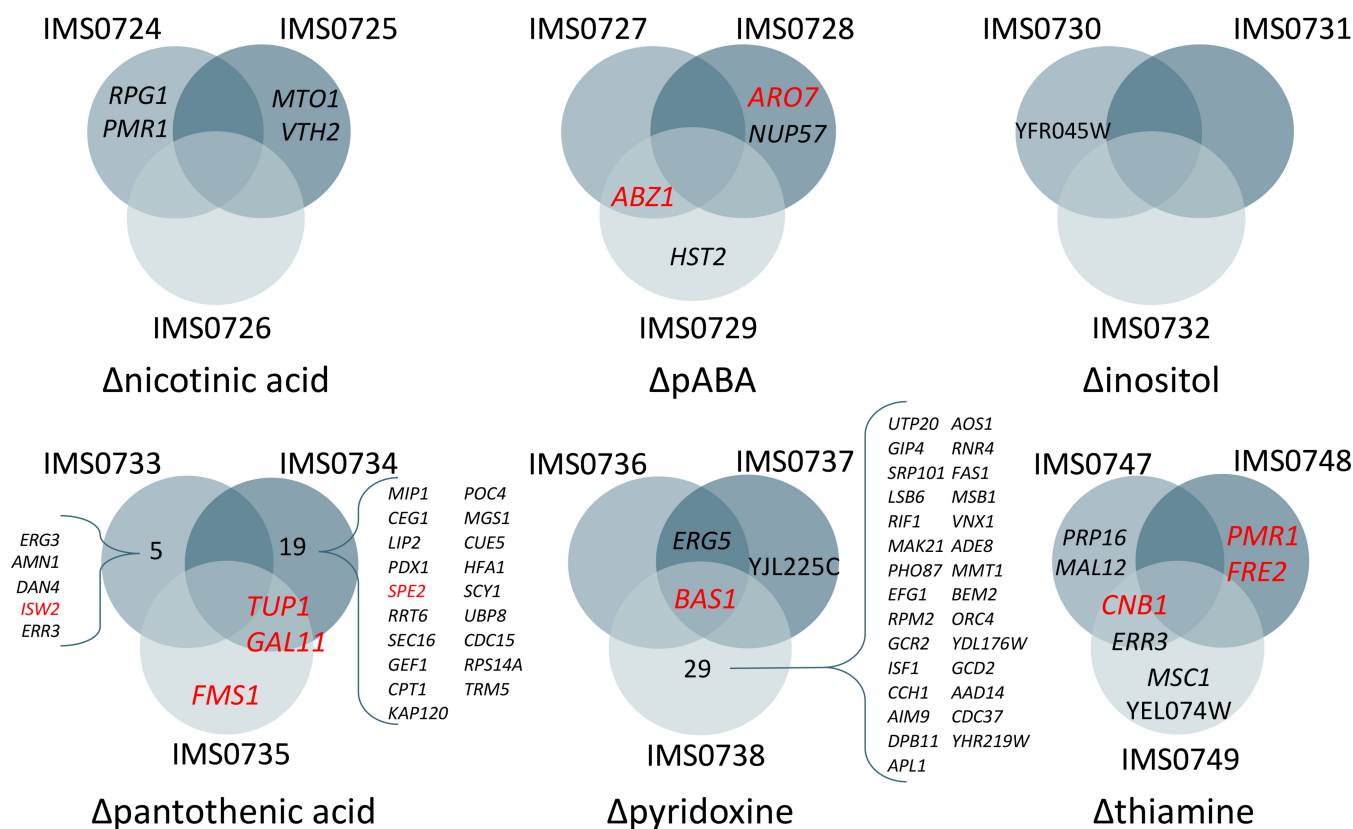 IMS0724 IMS0725
RPG1
PMR1
MTO1
VTH2
IMS0726
Δnicotinic acid
IMS0727 IMS0728
ARO7
NUP57
ABZ1
HST2
IMS0729
ΔpABA
IMS0730 IMS0731
YFR045W
IMS0732
Δinositol
IMS0733 IMS0734
ERG3
AMN1
DAN4
ISW2
ERR3
5
19
MIP1 POC4
CEG1 MGS1
LIP2 CUE5
PDX1 HFA1
SPE2 SCY1
RRT6 UBP8
SEC16 CDC15
GEF1 RPS14A
CPT1 TRM5
KAP120
TUP1
GAL11
FMS1
IMS0735
Δpantothenic acid
IMS0736 IMS0737
ERG5
YJL225C
BAS1
29
UTP20 AOS1
GIP4 RNR4
SRP101 FAS1
LSB6 MSB1
RIF1 VNX1
MAK21 ADE8
PHO87 MMT1
EFG1 BEM2
RPM2 ORC4
GCR2 YDL176W
ISF1 GCD2
CCH1 AAD14
AIM9 CDC37
DPB11 YHR219W
APL1
IMS0738
Δpyridoxine
IMS0747 IMS0748
PRP16
MAL12
PMR1
FRE2
CNB1
ERR3
MSC1
YEL074W
IMS0749
Δthiamine